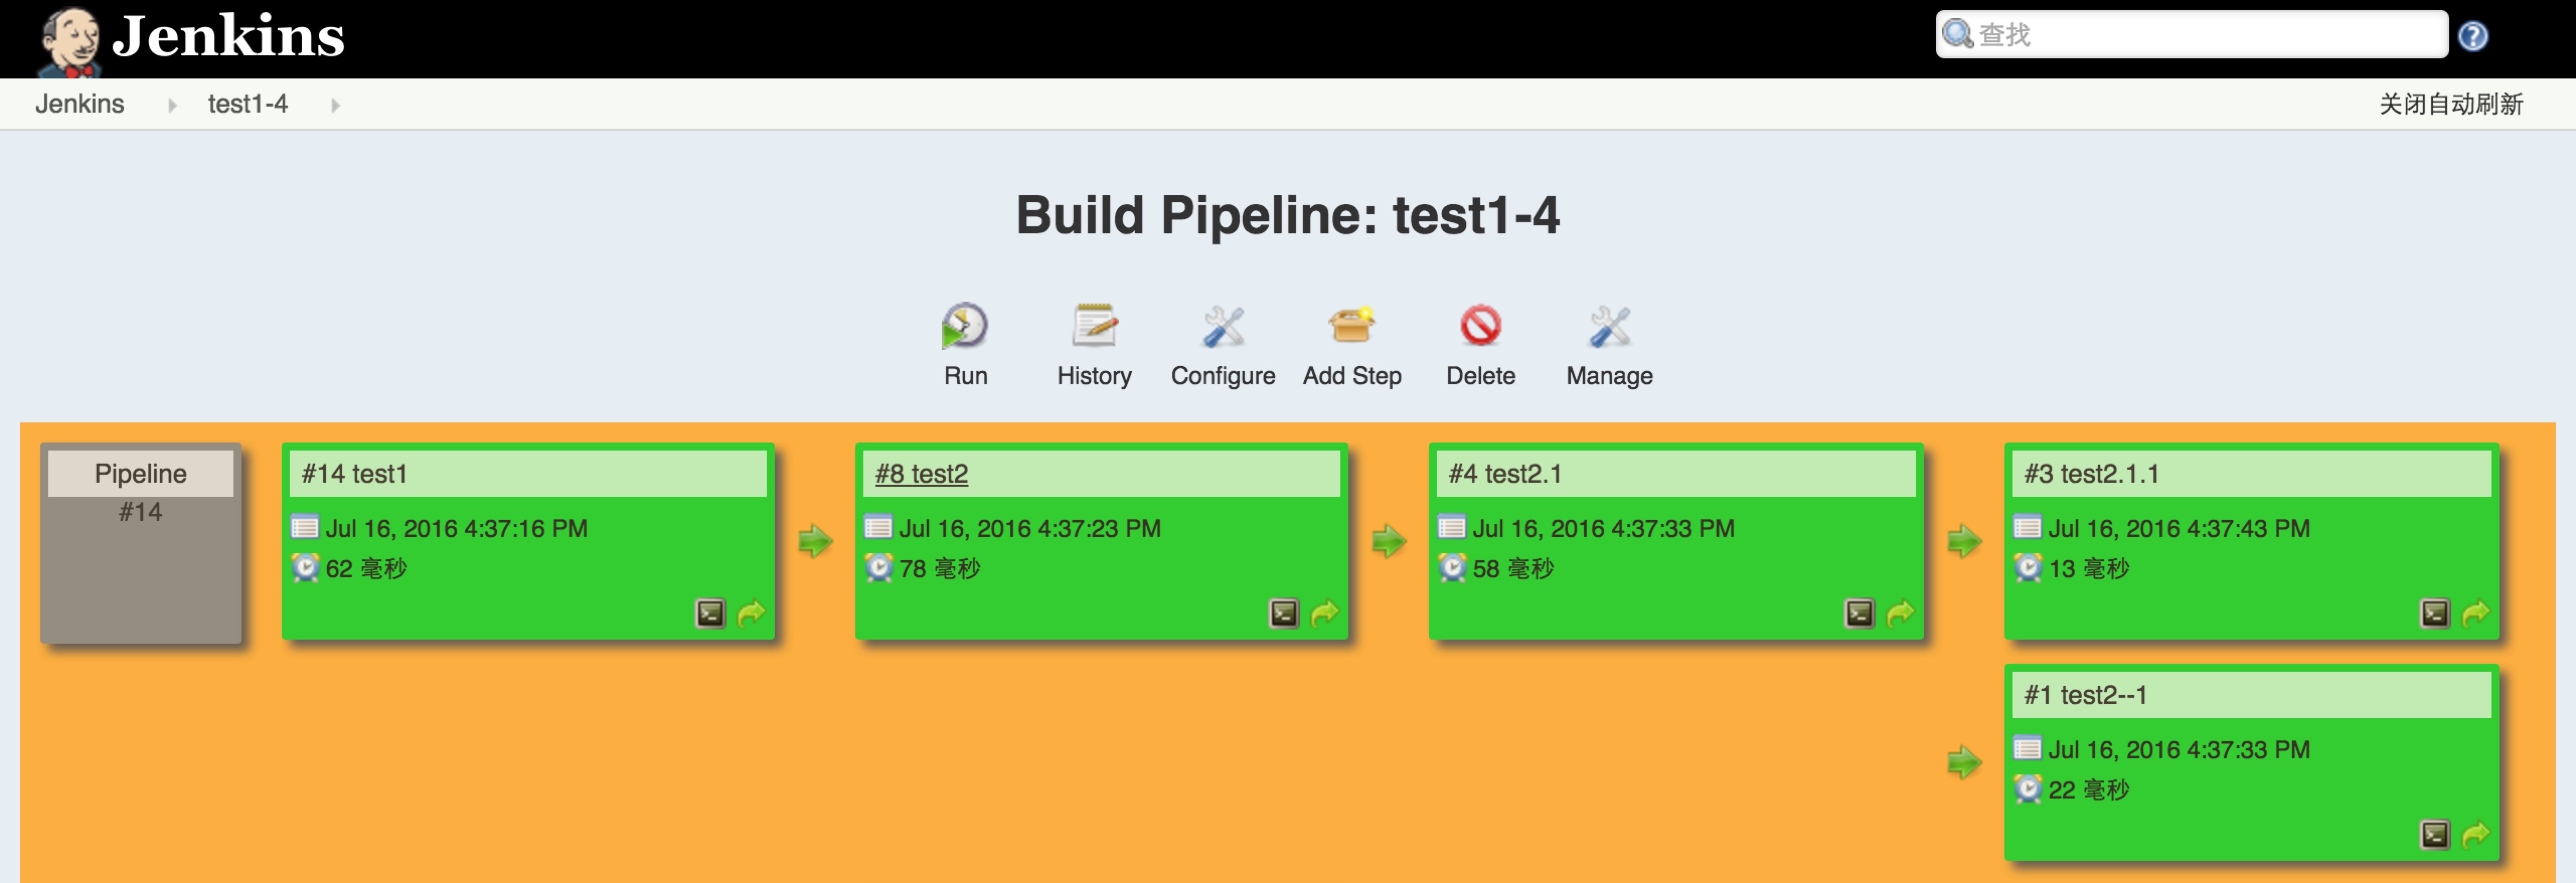 Jenkins
查找
Jenkins test1-4
关闭自动刷新
Build Pipeline: test1-4
Run History Configure Add Step Delete Manage
Pipeline
#14
#14 test1
Jul 16, 2016 4:37:16 PM
62 毫秒
#8 test2
Jul 16, 2016 4:37:23 PM
78 毫秒
#4 test2.1
Jul 16, 2016 4:37:33 PM
58 毫秒
#3 test2.1.1
Jul 16, 2016 4:37:43 PM
13 毫秒
#1 test2--1
Jul 16, 2016 4:37:33 PM
22 毫秒